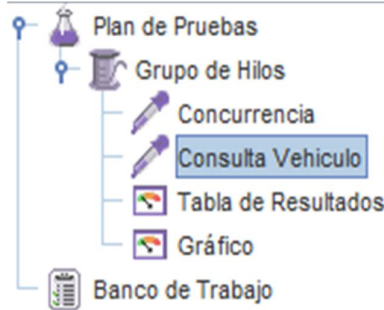 Plan de Pruebas
Grupo de Hilos
Concurrencia
Consulta Vehiculo
Tabla de Resultados
Gráfico
Banco de Trabajo